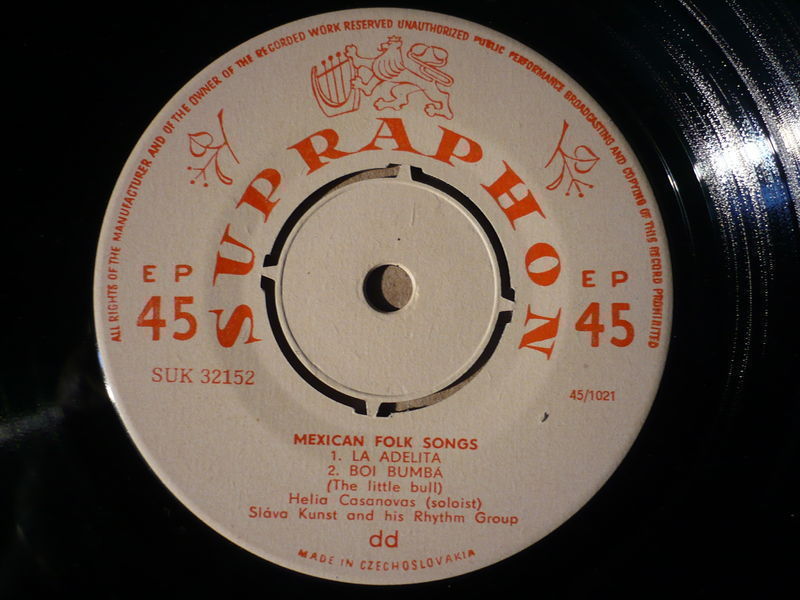 ALL RIGHTS OF THE MANUFACTURER AND OF THE OWNER OF THE RECORDED WORK RESERVED UNAUTHORIZED PUBLIC PERFORMANCE BROADCASTING AND COPYING OF THIS RECORD PROHIBITED
SUPRAPHON
EP
45
EP
45
SUK 32152
45/1021
MEXICAN FOLK SONGS
1. LA ADELITA
2. BOI BUMBÁ
(The little bull)
Helia Casanovas (soloist)
Sláva Kunst and his Rhythm Group
dd
MADE IN CZECHOSLOVAKIA